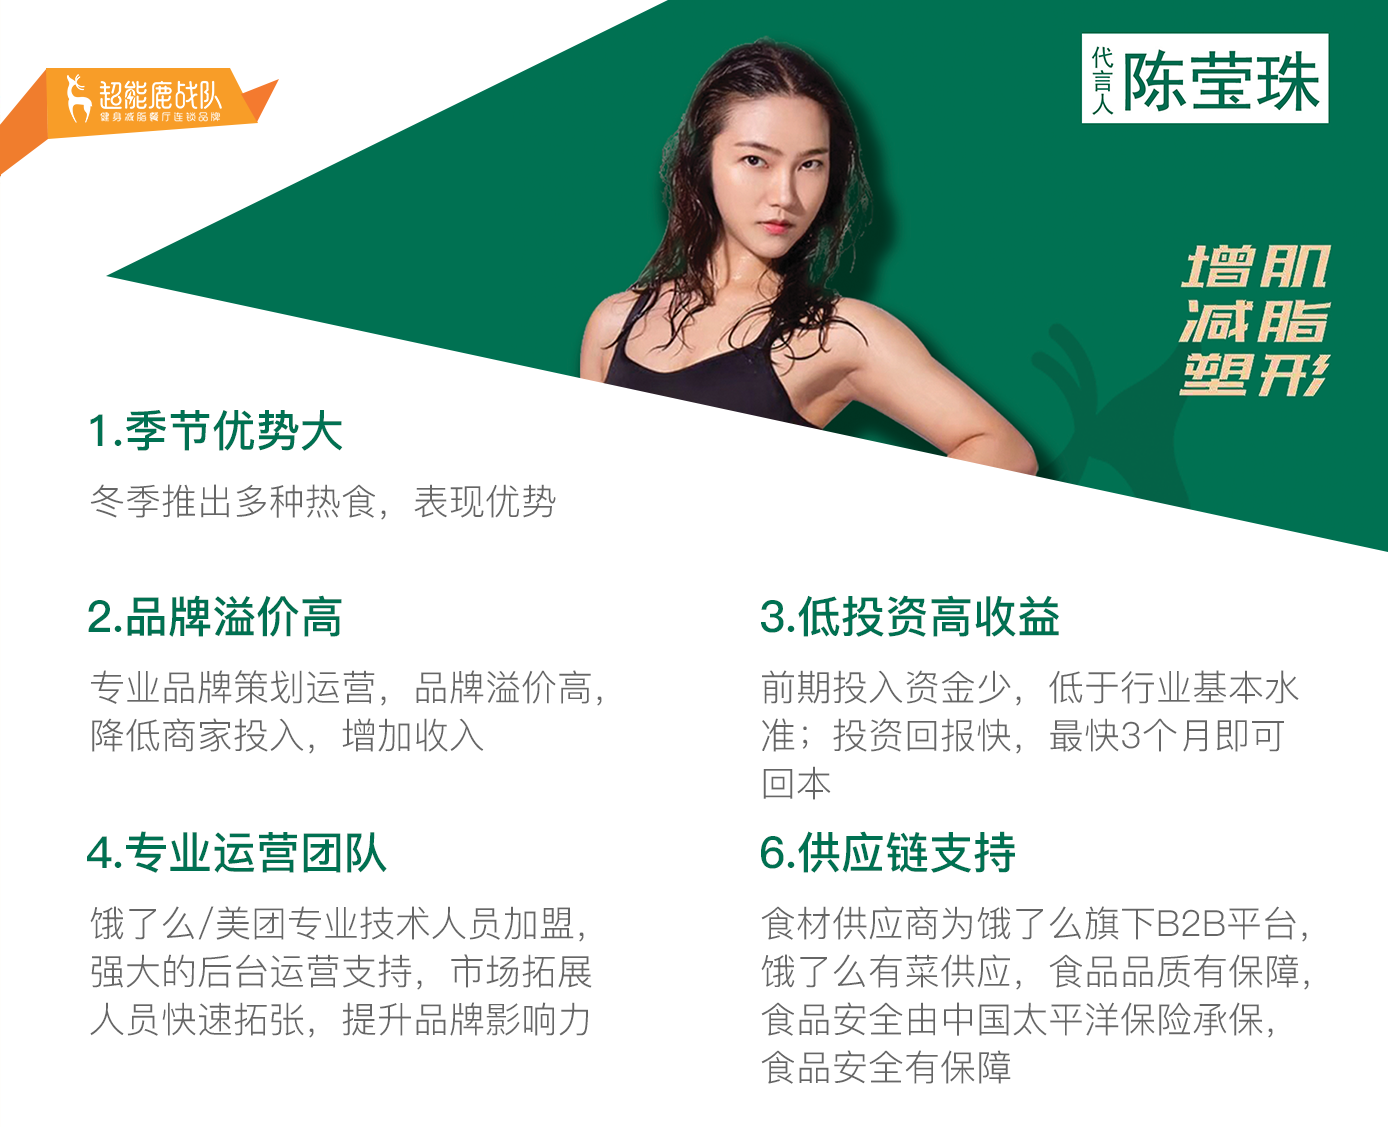 超能鹿战队
健身减脂餐厅连锁品牌
代言人
陈莹珠
增肌
减脂
塑形
1.季节优势大
冬季推出多种热食，表现优势
2.品牌溢价高
专业品牌策划运营，品牌溢价高，
降低商家投入，增加收入
3.低投资高收益
前期投入资金少，低于行业基本水
准；投资回报快，最快3个月即可
回本
4.专业运营团队
饿了么/美团专业技术人员加盟，
强大的后台运营支持，市场拓展
人员快速拓张，提升品牌影响力
6.供应链支持
食材供应商为饿了么旗下B2B平台，
饿了么有菜供应，食品品质有保障，
食品安全由中国太平洋保险承保，
食品安全有保障